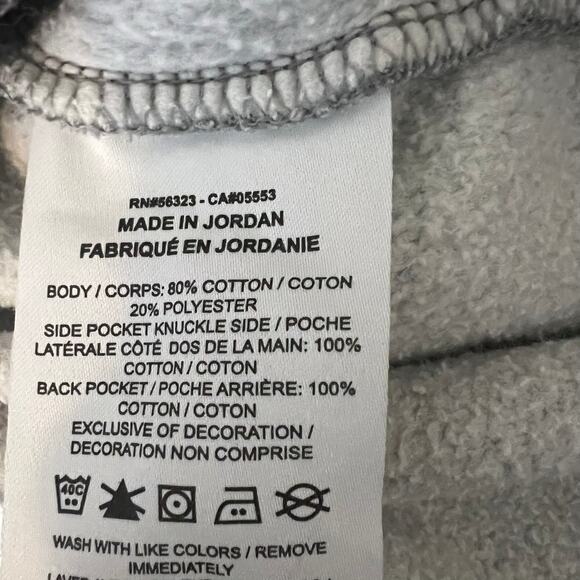 RN#56323 - CA#05553
MADE IN JORDAN
FABRIQUÉ EN JORDANIE
BODY / CORPS: 80% COTTON / COTON
20% POLYESTER
SIDE POCKET KNUCKLE SIDE / POCHE
LATÉRALE CÔTÉ DOS DE LA MAIN: 100%
COTTON / COTON
BACK POCKET / POCHE ARRIÈRE: 100%
COTTON / COTON
EXCLUSIVE OF DECORATION /
DECORATION NON COMPRISE
40C
WASH WITH LIKE COLORS / REMOVE
IMMEDIATELY